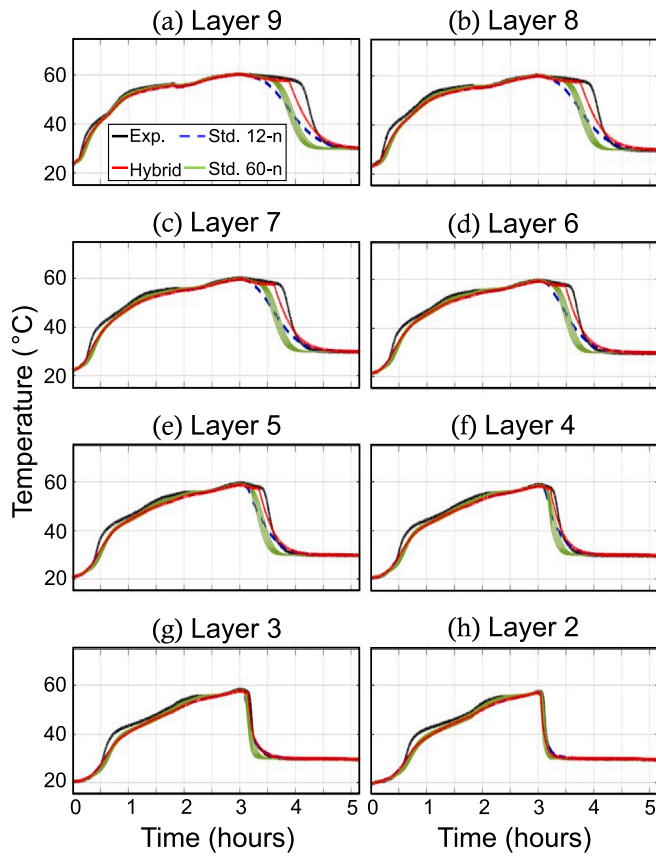 (a) Layer 9 (b) Layer 8
60
40
20
Exp. Std. 12-n
Hybrid Std. 60-n
(c) Layer 7 (d) Layer 6
60
40
20
Temperature (°C)
(e) Layer 5 (f) Layer 4
60
40
20
(g) Layer 3 (h) Layer 2
60
40
20
0 1 2 3 4 5 0 1 2 3 4 5
Time (hours) Time (hours)